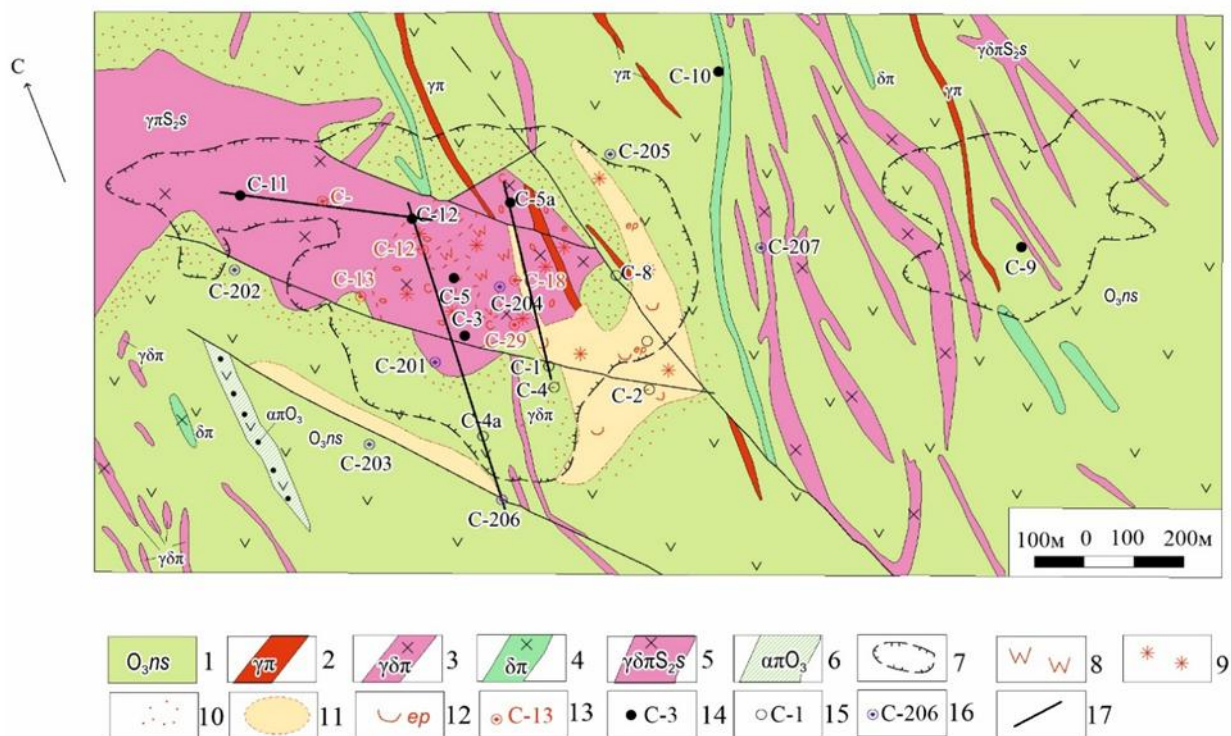 С
γπS₂s
γπ
γπ
С-10
δπ
γδπS₂s
γπ
С-205
С-11
С-
С-5а
С-12
ер
С-12
С-207
С-9
С-8
С-13
С-18
С-5
С-204
С-202
О₃ns
С-3
С-29
ер
γδπ
С-201
С-1
С-4
С-2
γδπ
απО₃
δπ
О₃ns
С-4а
С-203
С-206
γδπ
100м 0 100 200м
О₃ns 1 γπ 2 γδπ 3 δπ 4 γδπS₂s 5 απО₃ 6 7 8 9
10 11 ер 12 С-13 13 С-3 14 С-1 15 С-206 16 17